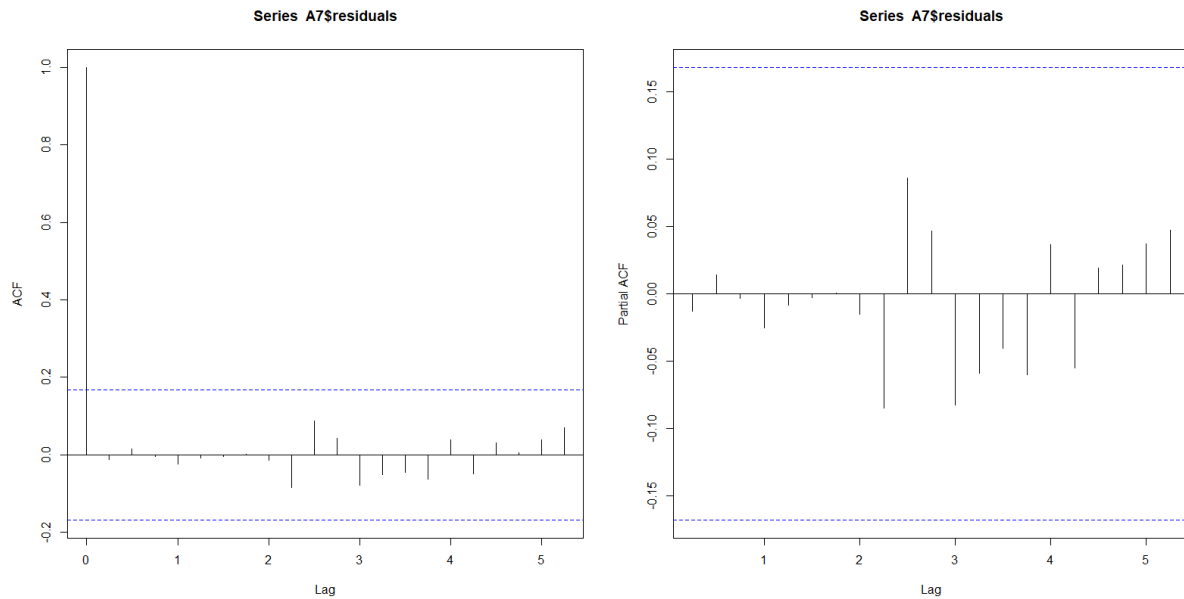 Series A7$residuals
ACF
1.0
0.8
0.6
0.4
0.2
0.0
-0.2
0 1 2 3 4 5
Lag
Series A7$residuals
Partial ACF
0.15
0.10
0.05
0.00
-0.05
-0.10
-0.15
1 2 3 4 5
Lag